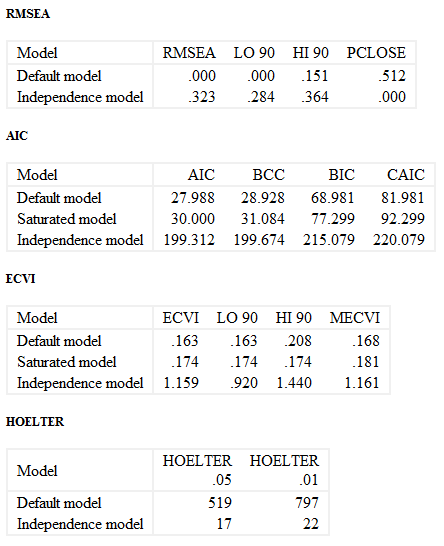 RMSEA
Model RMSEA LO 90 HI 90 PCLOSE
Default model .000 .000 .151 .512
Independence model .323 .284 .364 .000
AIC
Model AIC BCC BIC CAIC
Default model 27.988 28.928 68.981 81.981
Saturated model 30.000 31.084 77.299 92.299
Independence model 199.312 199.674 215.079 220.079
ECVI
Model ECVI LO 90 HI 90 MECVI
Default model .163 .163 .208 .168
Saturated model .174 .174 .174 .181
Independence model 1.159 .920 1.440 1.161
HOELTER
Model HOELTER HOELTER
.05 .01
Default model 519 797
Independence model 17 22